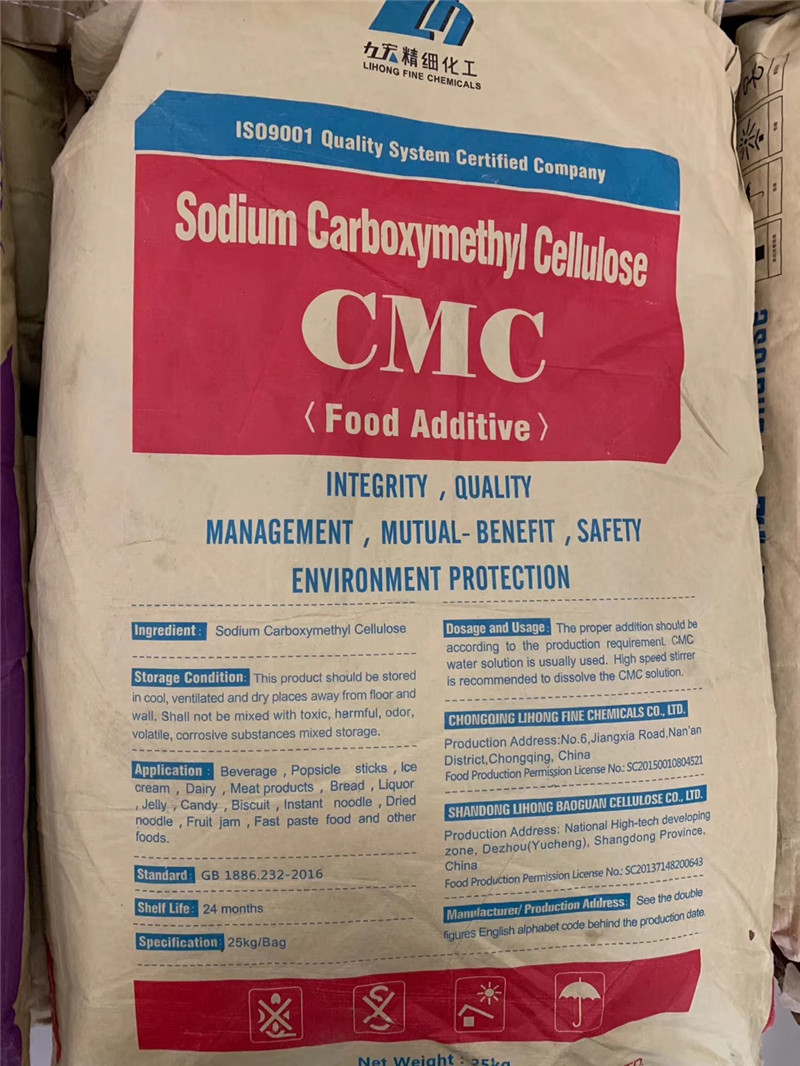 力宏精细化工
LIHONG FINE CHEMICALS
ISO9001 Quality System Certified Company
Sodium Carboxymethyl Cellulose
CMC
〈Food Additive〉
INTEGRITY , QUALITY
MANAGEMENT , MUTUAL- BENEFIT , SAFETY
ENVIRONMENT PROTECTION
Ingredient: Sodium Carboxymethyl Cellulose
Storage Condition: This product should be stored
in cool, ventilated and dry places away from floor and
wall. Shall not be mixed with toxic, harmful, odor,
volatile, corrosive substances mixed storage.
Application : Beverage , Popsicle sticks , Ice
cream , Dairy , Meat products , Bread , Liquor
, Jelly , Candy , Biscuit , Instant noodle , Dried
noodle , Fruit jam , Fast paste food and other
foods.
Standard: GB 1886.232-2016
Shelf Life: 24 months
Specification: 25kg/Bag
Dosage and Usage: The proper addition should be
according to the production requirement. CMC
water solution is usually used. High speed stirrer
is recommended to dissolve the CMC solution.
CHONGQING LIHONG FINE CHEMICALS CO., LTD.
Production Address:No.6,Jiangxia Road,Nan'an
District,Chongqing, China
Food Production Permission License No.: SC20150010804521
SHANDONG LIHONG BAOGUAN CELLULOSE CO., LTD.
Production Address: National High-tech developing
zone, Dezhou(Yucheng), Shangdong Province,
China
Food Production Permission License No.: SC20137148200643
Manufacturer/ Production Address: See the double
figures English alphabet code behind the production date.
Net Weight : 25kg